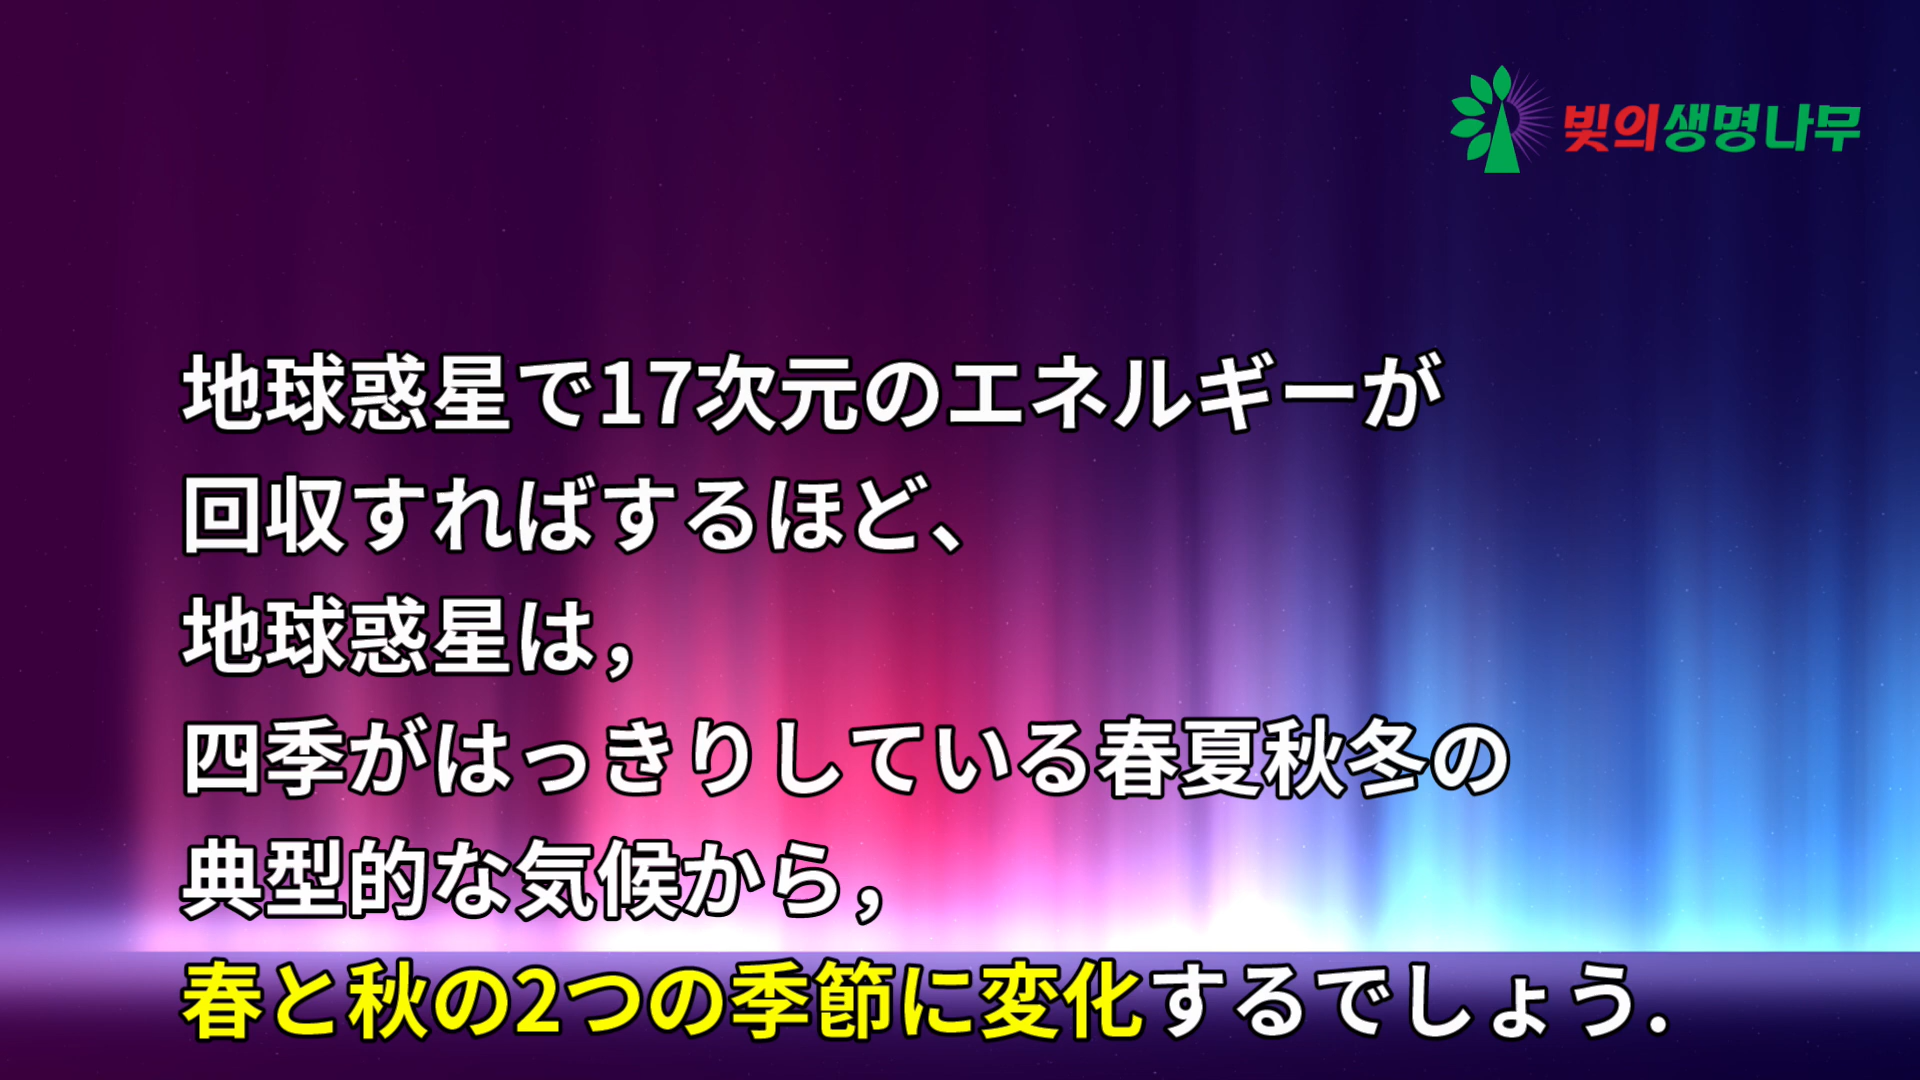 빛의생명나무
地球惑星で17次元のエネルギーが
回収すればするほど、
地球惑星は,
四季がはっきりしている春夏秋冬の
典型的な気候から,
春と秋の2つの季節に変化するでしょう.